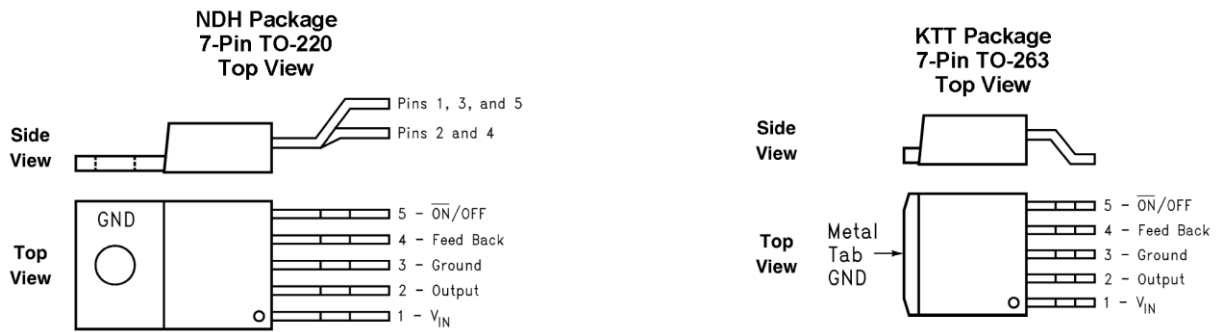 NDH Package
7-Pin TO-220
Top View
Side
View
Pins 1, 3, and 5
Pins 2 and 4
Top
View
GND
5 - O̅N̅/OFF
4 - Feed Back
3 - Ground
2 - Output
1 - VIN
KTT Package
7-Pin TO-263
Top View
Side
View
Top
View
Metal
Tab
GND
5 - O̅N̅/OFF
4 - Feed Back
3 - Ground
2 - Output
1 - VIN